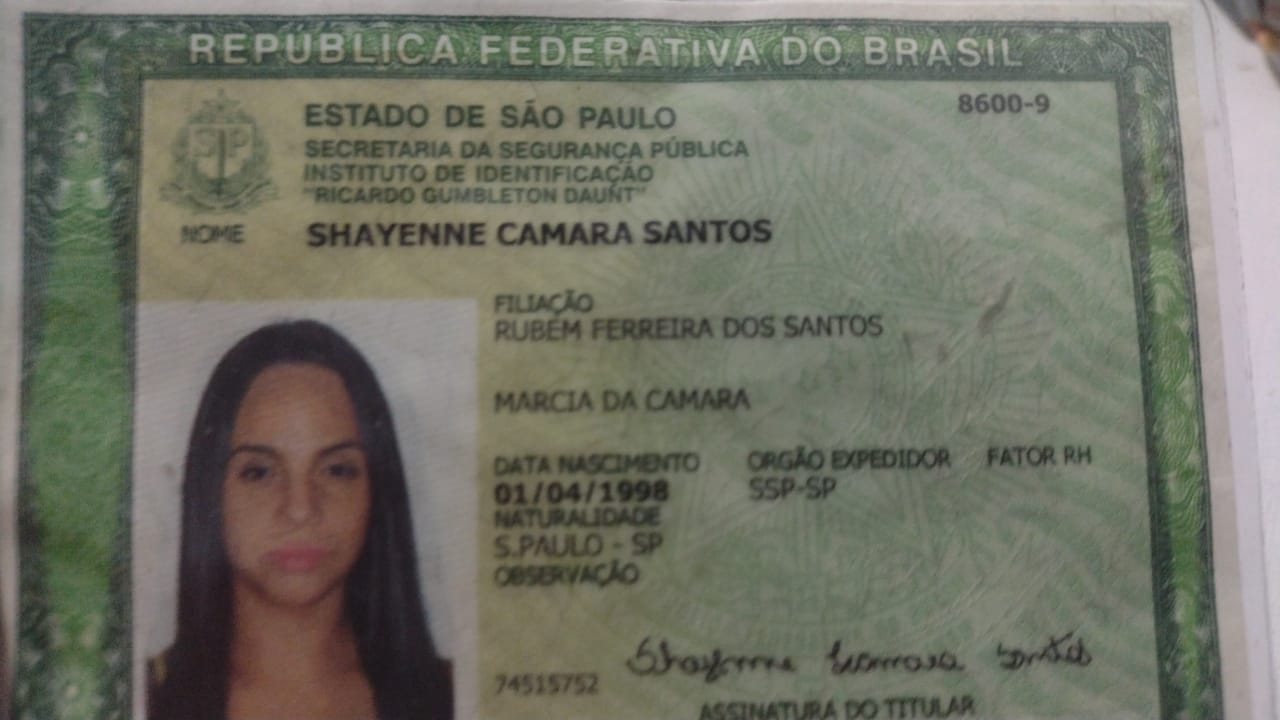 REPÚBLICA FEDERATIVA DO BRASIL
8600-9
ESTADO DE SÃO PAULO
SECRETARIA DA SEGURANÇA PÚBLICA
INSTITUTO DE IDENTIFICAÇÃO
"RICARDO GUMBLETON DAUNT"
NOME SHAYENNE CAMARA SANTOS
FILIAÇÃO
RUBEM FERREIRA DOS SANTOS
MARCIA DA CAMARA
DATA NASCIMENTO ORGÃO EXPEDIDOR FATOR RH
01/04/1998 SSP-SP
NATURALIDADE
S.PAULO - SP
OBSERVAÇÃO
Shayenne Camara Santos
74515752
ASSINATURA DO TITULAR